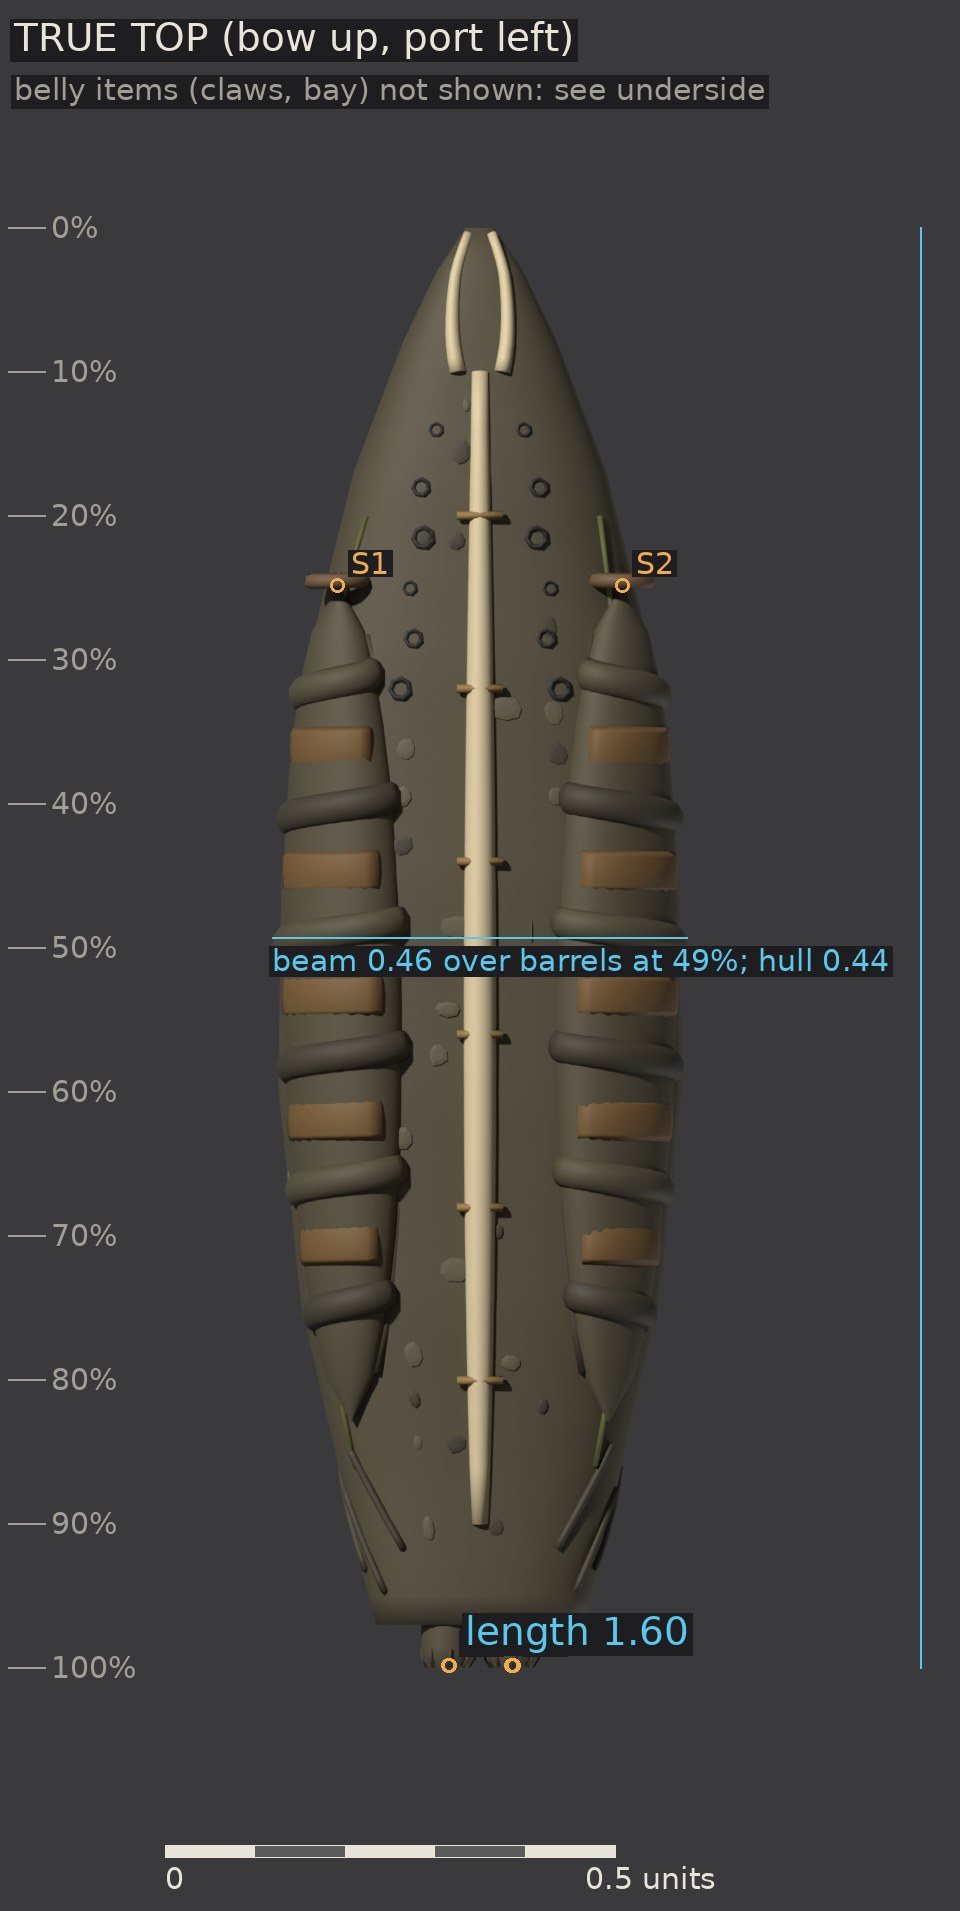 TRUE TOP (bow up, port left)
belly items (claws, bay) not shown: see underside
0%
10%
20%
S1 S2
30%
40%
50%
beam 0.46 over barrels at 49%; hull 0.44
60%
70%
80%
90%
length 1.60
100%
0 0.5 units